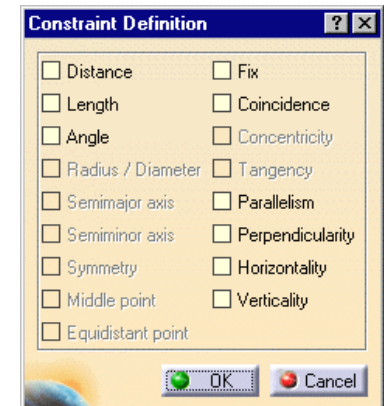 Constraint Definition
Distance
Fix
Length
Coincidence
Angle
Concentricity
Radius / Diameter
Tangency
Semimajor axis
Parallelism
Semiminor axis
Perpendicularity
Symmetry
Horizontality
Middle point
Verticality
Equidistant point
OK
Cancel